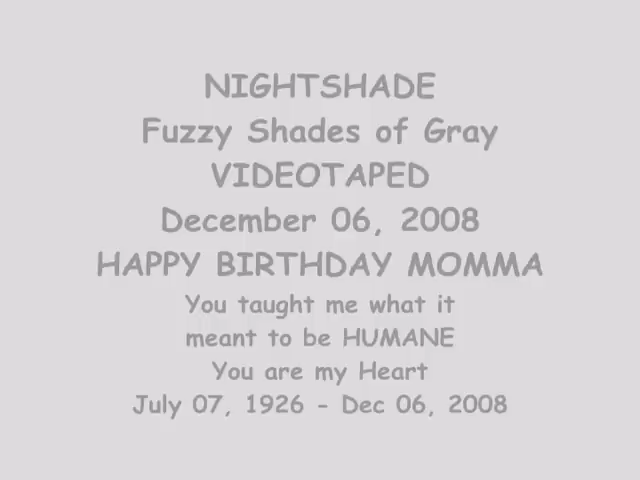 NIGHTSHADE
Fuzzy Shades of Gray
VIDEOTAPED
December 06, 2008
HAPPY BIRTHDAY MOMMA
You taught me what it
meant to be HUMANE
You are my Heart
July 07, 1926 - Dec 06, 2008